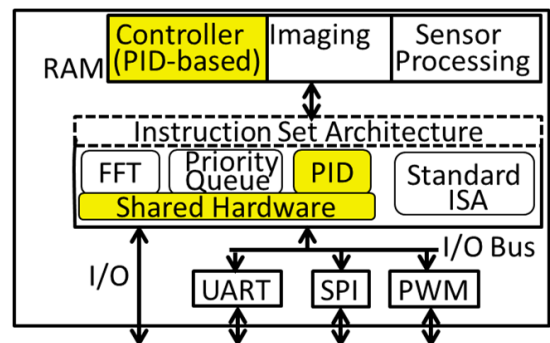 Controller
(PID-based)
Imaging
Sensor
Processing
RAM
Instruction Set Architecture
FFT
Priority
Queue
PID
Standard
ISA
Shared Hardware
I/O Bus
I/O
UART
SPI
PWM